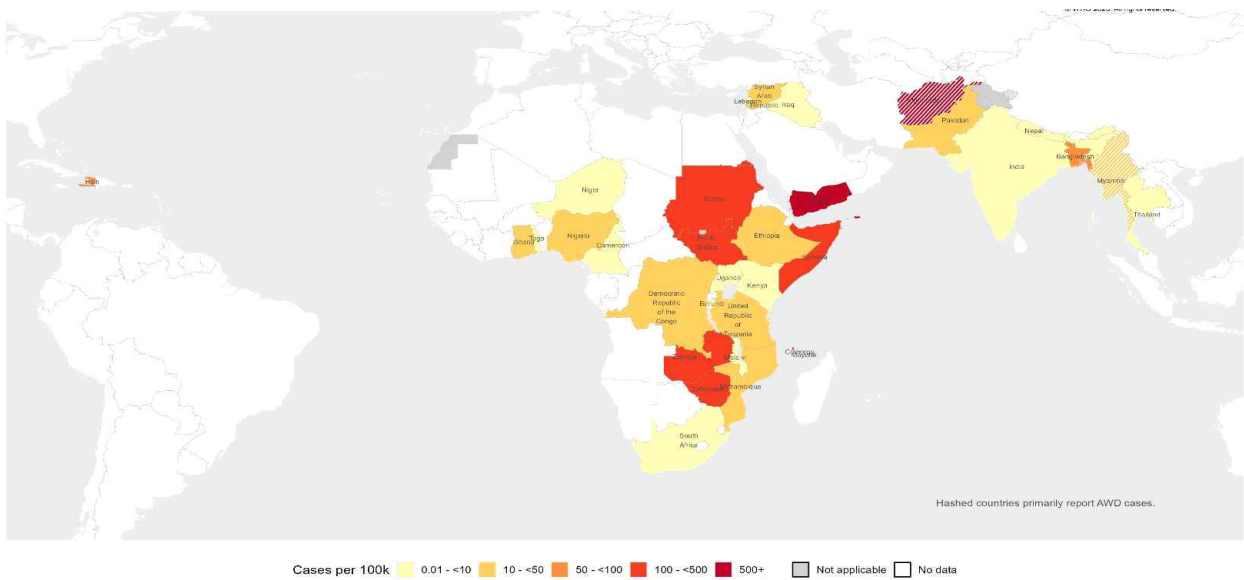 Syrian
Arab
Republic
Iraq
Lebanon
Pakistan
Nepal
Bangladesh
India
Myanmar
Thailand
Haiti
Niger
Sudan
Nigeria
Togo
Ghana
Cameroon
South
Sudan
Ethiopia
Somalia
Uganda
Kenya
Democratic
Republic
of the
Congo
Burundi
United
Republic
of
Tanzania
Comoros
Mayotte
Zambia
Malawi
Mozambique
Zimbabwe
South
Africa
Hashed countries primarily report AWD cases.
Cases per 100k 0.01 - <10 10 - <50 50 - <100 100 - <500 500+ Not applicable No data